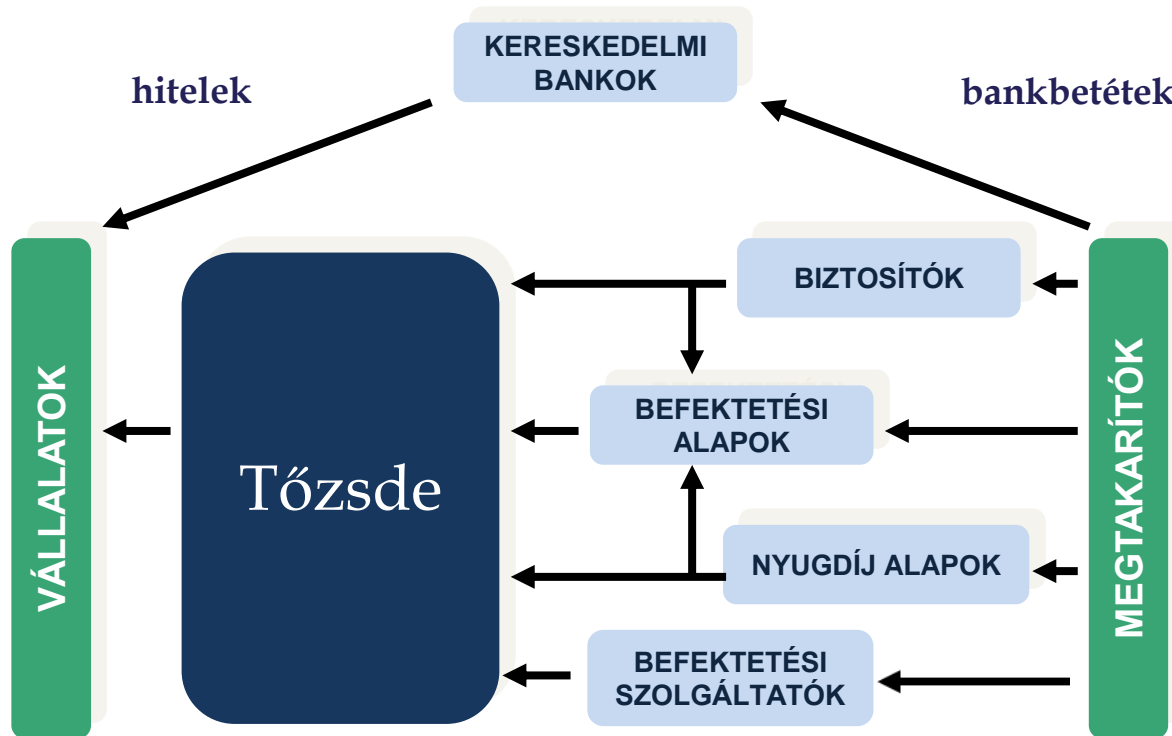 KERESKEDELMI
BANKOK
hitelek
bankbetétek
BIZTOSÍTÓK
BEFEKTETÉSI
ALAPOK
Tőzsde
VÁLLALATOK
MEGTAKARÍTÓK
NYUGDÍJ ALAPOK
BEFEKTETÉSI
SZOLGÁLTATÓK